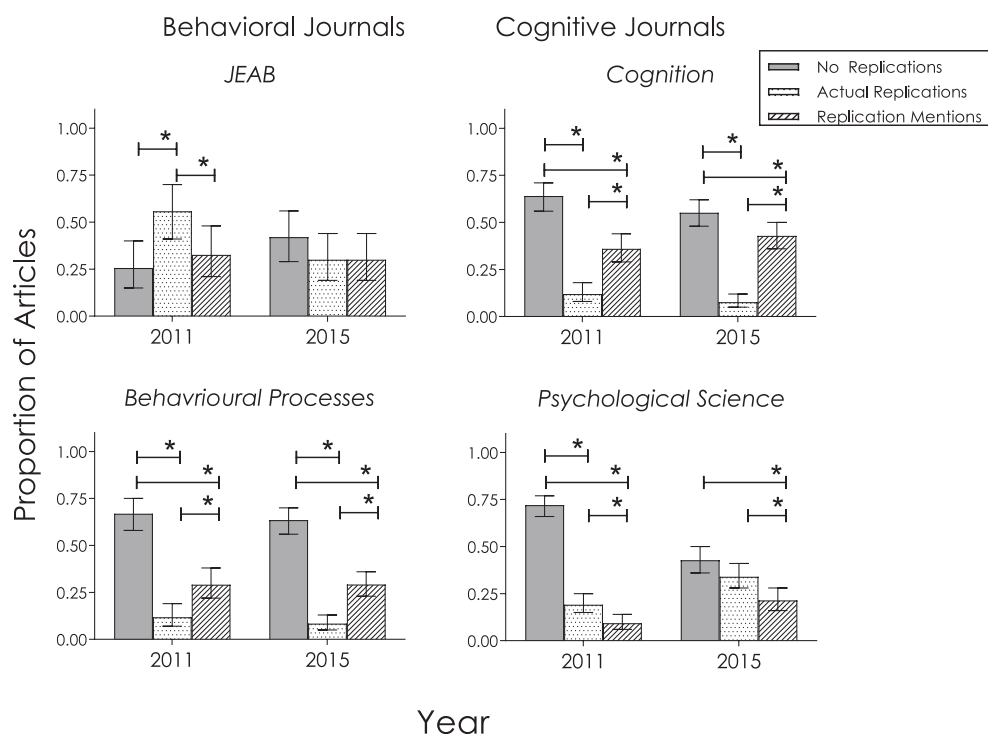 Behavioral Journals
Cognitive Journals
No Replications
Actual Replications
Replication Mentions
JEAB
Cognition
1.00
0.75
0.50
0.25
0.00
* *
2011 2015
1.00
0.75
0.50
0.25
0.00
* * * * * *
2011 2015
Proportion of Articles
Behavrioural Processes
Psychological Science
1.00
0.75
0.50
0.25
0.00
* * * * * *
2011 2015
1.00
0.75
0.50
0.25
0.00
* * * * *
2011 2015
Year